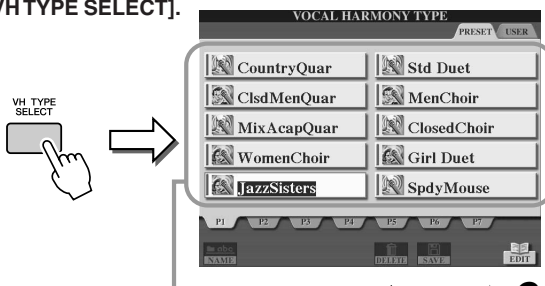 VH TYPE SELECT].
VOCAL HARMONY TYPE
PRESET USER
CountryQuar Std Duet
ClsdMenQuar MenChoir
VH TYPE
SELECT
MixAcapQuar ClosedChoir
WomenChoir Girl Duet
JazzSisters SpdyMouse
P1 P2 P3 P4 P5 P6 P7
abc
NAME DELETE SAVE EDIT